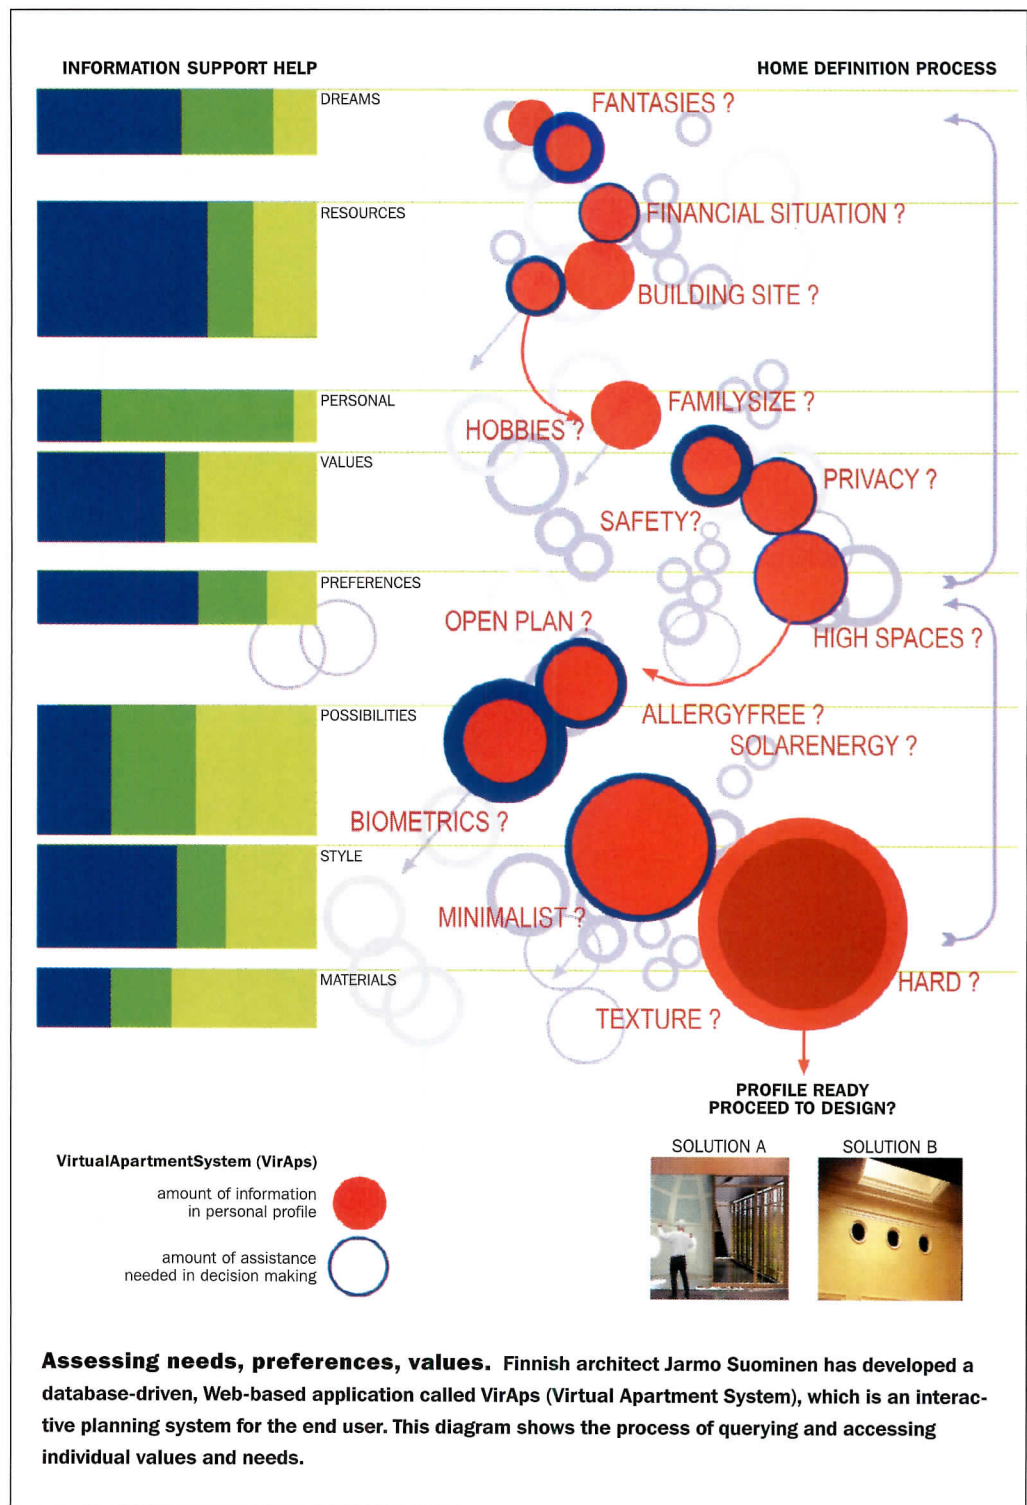 INFORMATION SUPPORT HELP
HOME DEFINITION PROCESS
DREAMS
FANTASIES ?
RESOURCES
FINANCIAL SITUATION ?
BUILDING SITE ?
PERSONAL
FAMILYSIZE ?
HOBBIES ?
VALUES
PRIVACY ?
SAFETY?
PREFERENCES
OPEN PLAN ?
HIGH SPACES ?
POSSIBILITIES
ALLERGYFREE ?
SOLARENERGY ?
BIOMETRICS ?
STYLE
MINIMALIST ?
MATERIALS
HARD ?
TEXTURE ?
PROFILE READY
PROCEED TO DESIGN?
SOLUTION A
SOLUTION B
VirtualApartmentSystem (VirAps)
amount of information
in personal profile
amount of assistance
needed in decision making
Assessing needs, preferences, values. Finnish architect Jarmo Suominen has developed a
database-driven, Web-based application called VirAps (Virtual Apartment System), which is an interac-
tive planning system for the end user. This diagram shows the process of querying and accessing
individual values and needs.